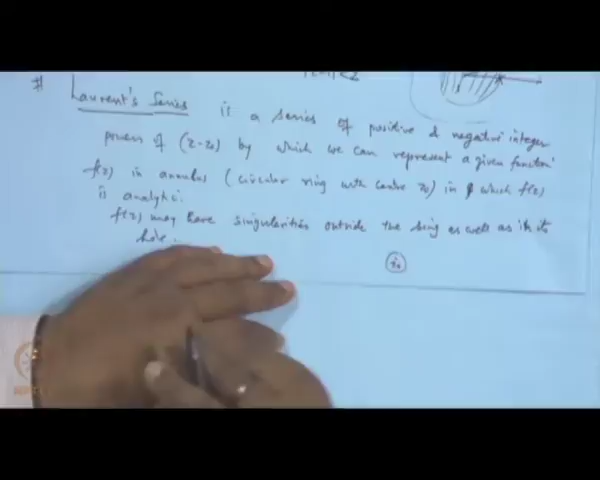 # Laurent's Series is a series of positive & negative integer
powers of (z-z₀) by which we can represent a given function
f(z) in annulus (circular ring with centre z₀) in which f(z)
is analytic.
f(z) may have singularities outside the ring as well as in its
hole.
z₀